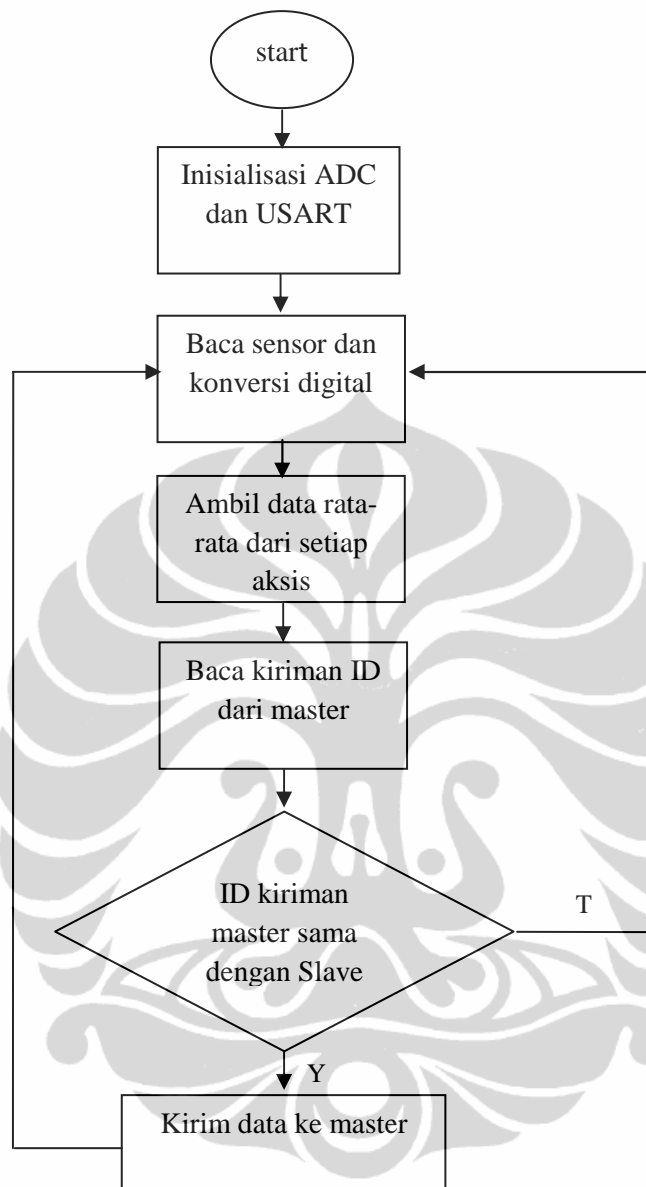 start
Inisialisasi ADC
dan USART
Baca sensor dan
konversi digital
Ambil data rata-
rata dari setiap
aksis
Baca kiriman ID
dari master
ID kiriman
master sama
dengan Slave
T
Y
Kirim data ke master